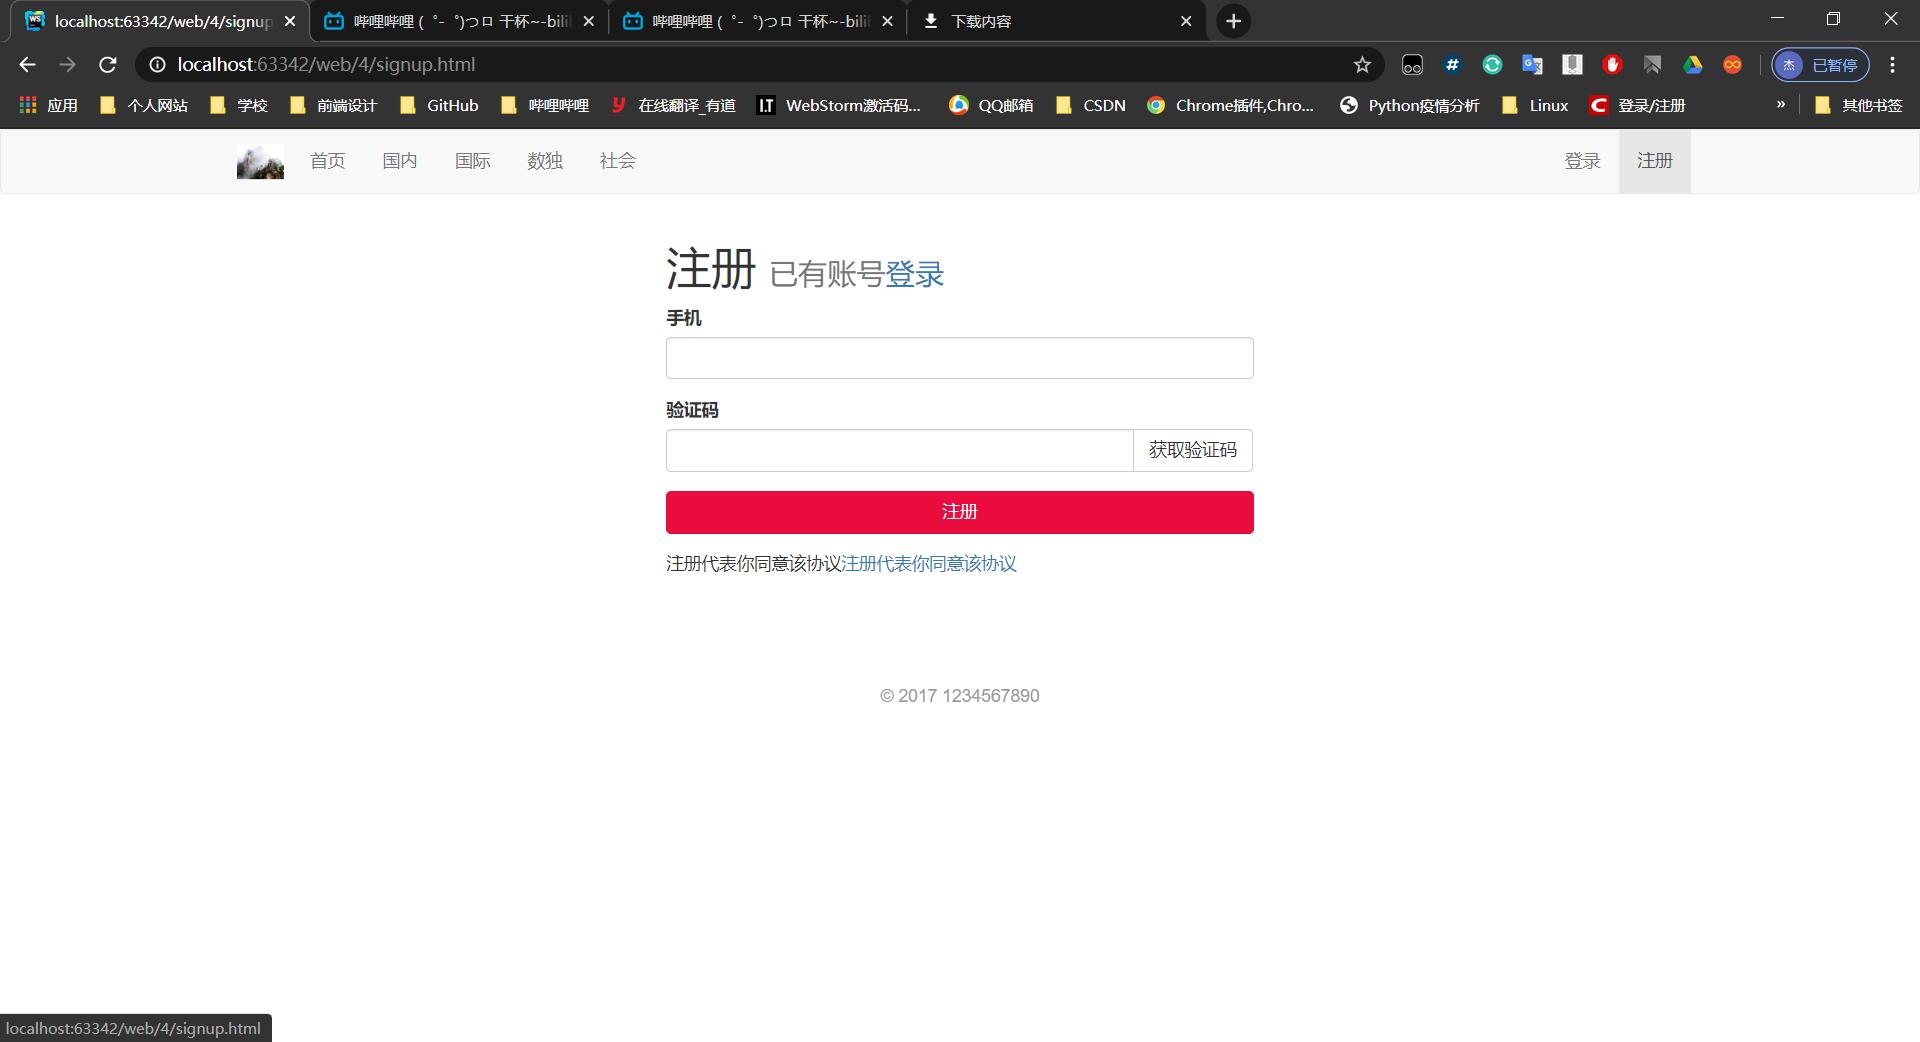 localhost:63342/web/4/signup
哔哩哔哩 (゜-゜)つロ 干杯~-bili
哔哩哔哩 (゜-゜)つロ 干杯~-bili
下载内容
localhost:63342/web/4/signup.html
杰 已暂停
应用 个人网站 学校 前端设计 GitHub 哔哩哔哩 在线翻译_有道 WebStorm激活码... QQ邮箱 CSDN Chrome插件,Chro... Python疫情分析 Linux 登录/注册 » 其他书签
首页 国内 国际 数独 社会 登录 注册
注册 已有账号登录
手机
验证码
获取验证码
注册
注册代表你同意该协议注册代表你同意该协议
© 2017 1234567890
localhost:63342/web/4/signup.html